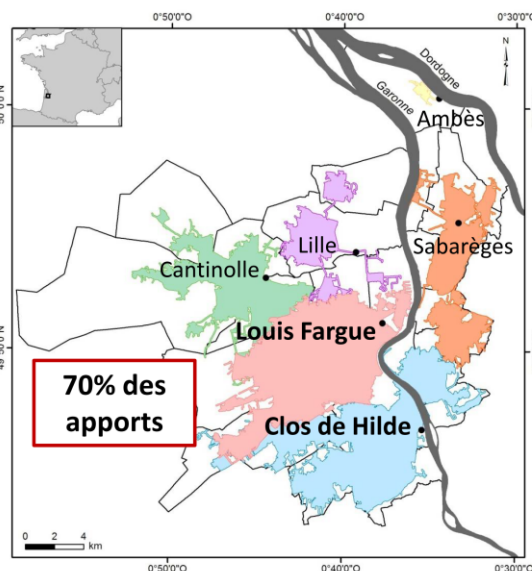 0°50'0"O 0°40'0"O 0°30'0"O
N
Dordogne
Garonne
Ambès
Lille
Sabarèges
Cantinolle
Louis Fargue
70% des
apports
Clos de Hilde
0 2 4
km
0°50'0"O 0°40'0"O 0°30'0"O